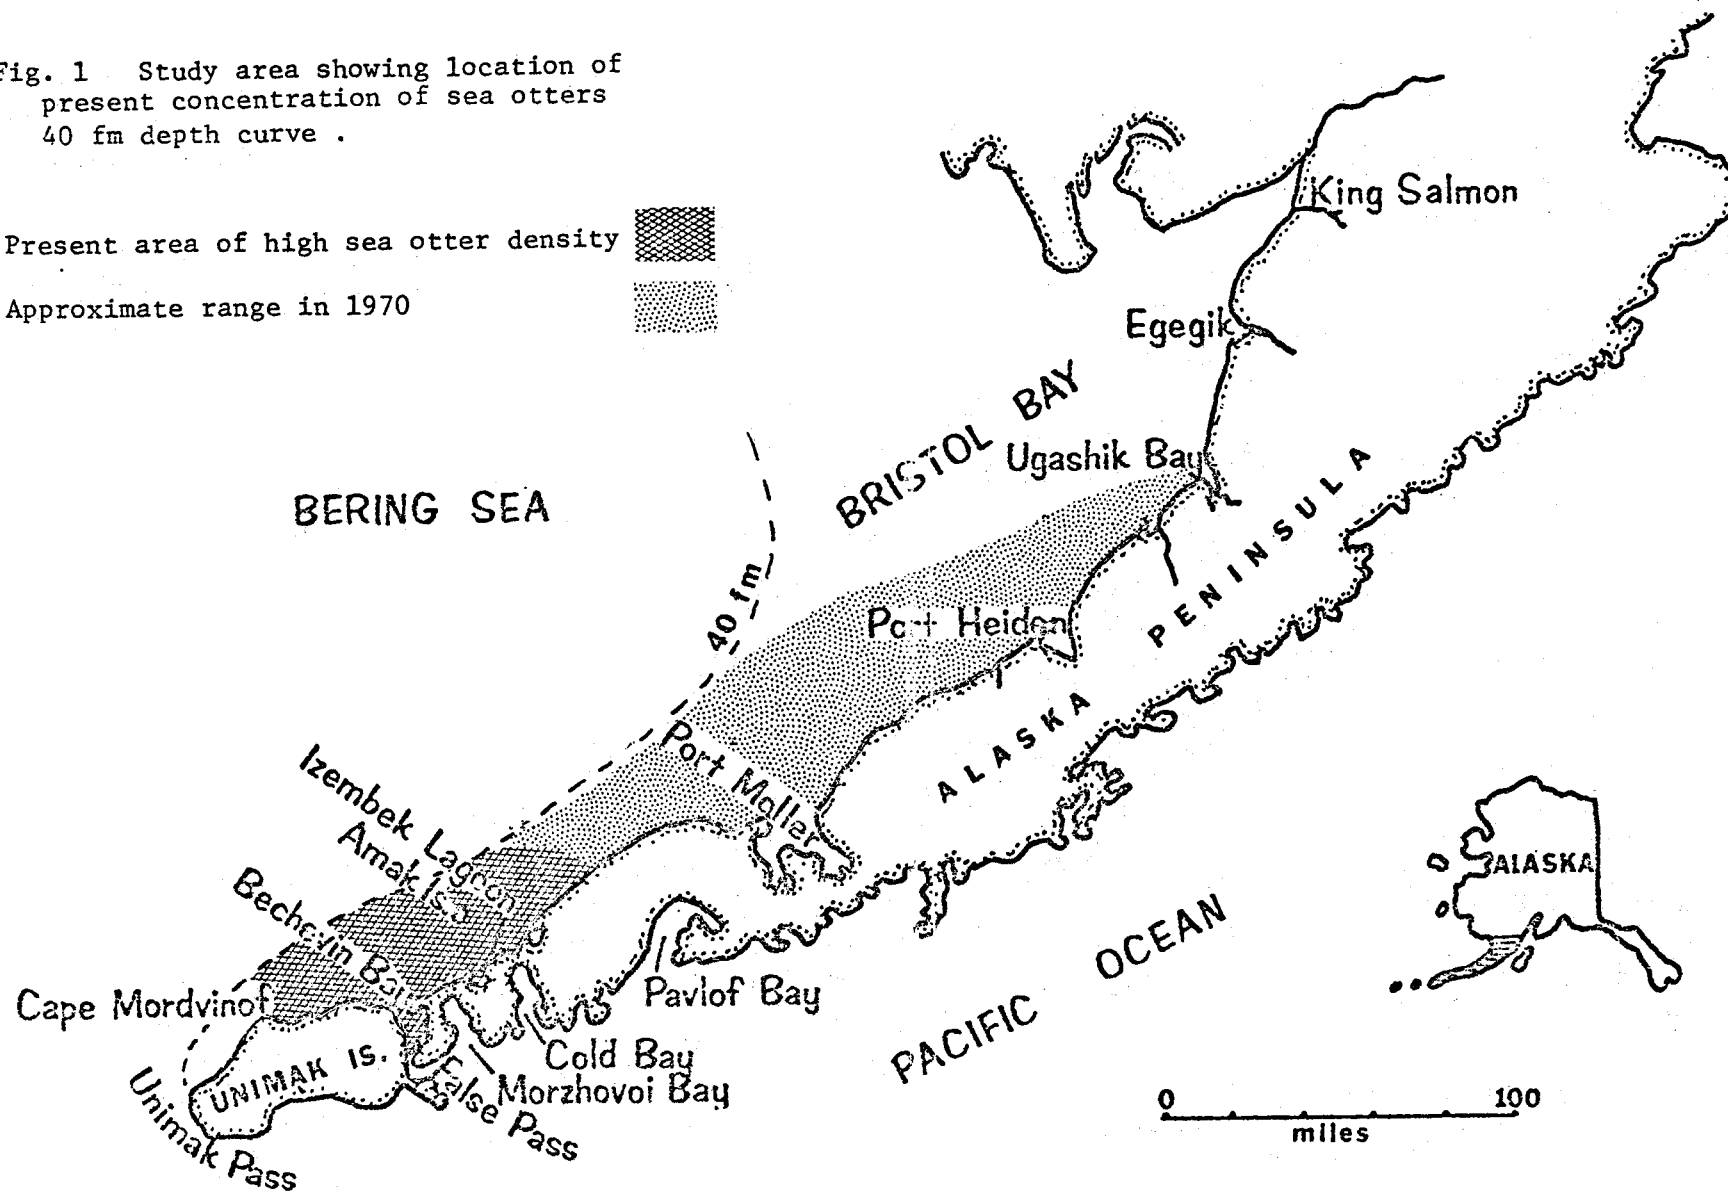 Fig. 1 Study area showing location of
present concentration of sea otters
40 fm depth curve .
Present area of high sea otter density
Approximate range in 1970
King Salmon
Egegik
BRISTOL BAY
Ugashik Bay
BERING SEA
40 fm
Port Heiden
ALASKA PENINSULA
Port Moller
Izembek Lagoon
Amak Is.
Bechevin Bay
Cape Mordvinof
UNIMAK IS.
Unimak Pass
False Pass
Morzhovoi Bay
Cold Bay
Pavlof Bay
PACIFIC OCEAN
ALASKA
0 100
miles